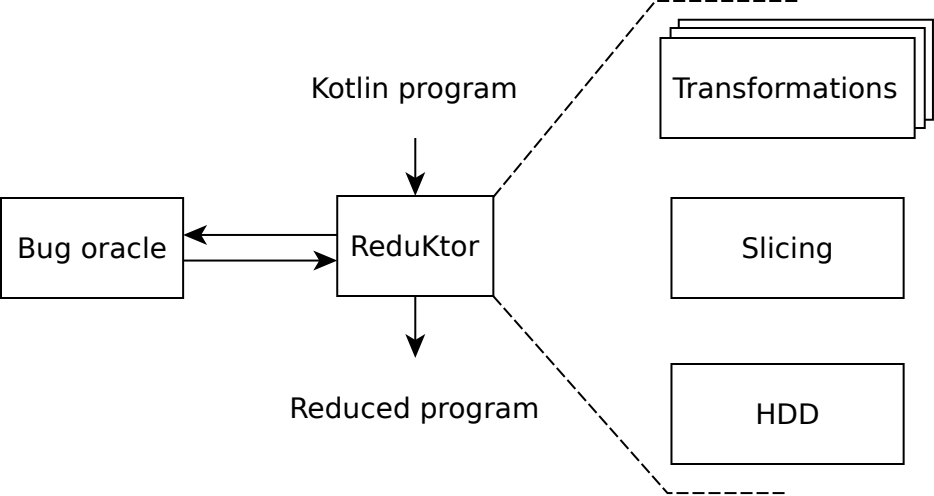 Kotlin program
Transformations
Bug oracle
ReduKtor
Slicing
Reduced program
HDD